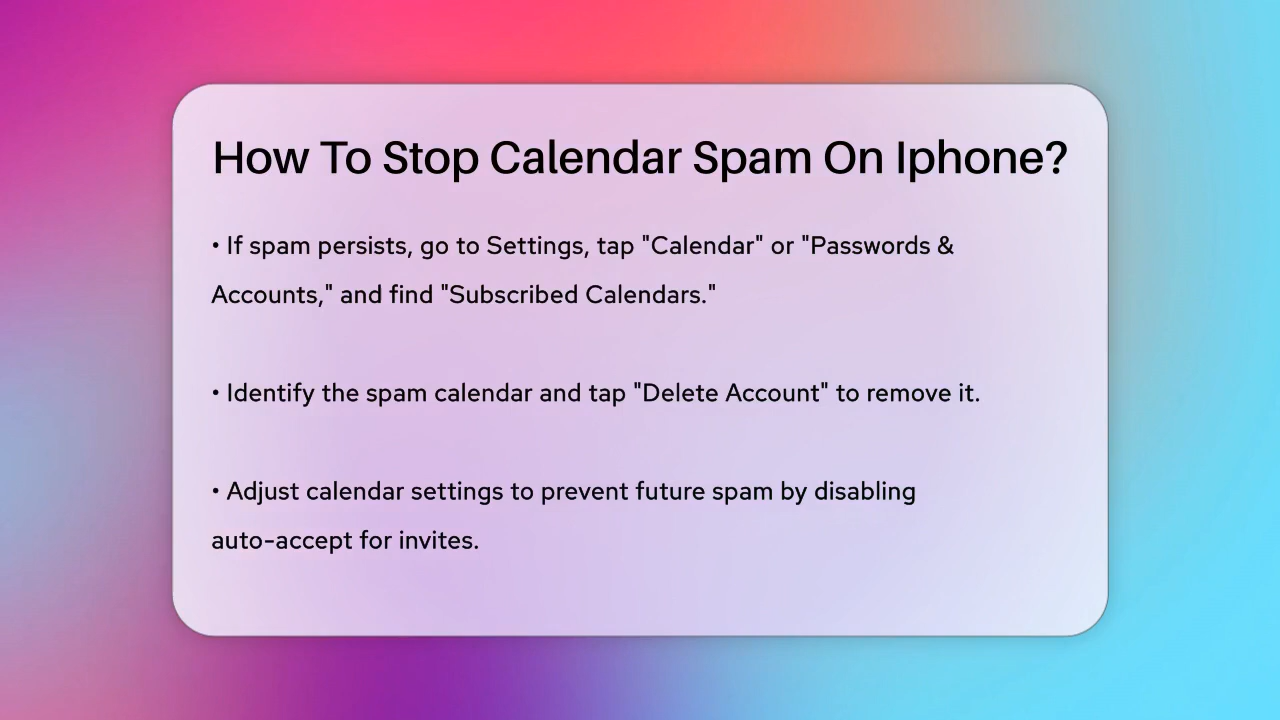 How To Stop Calendar Spam On Iphone?
• If spam persists, go to Settings, tap "Calendar" or "Passwords &
Accounts," and find "Subscribed Calendars."
• Identify the spam calendar and tap "Delete Account" to remove it.
• Adjust calendar settings to prevent future spam by disabling
auto-accept for invites.